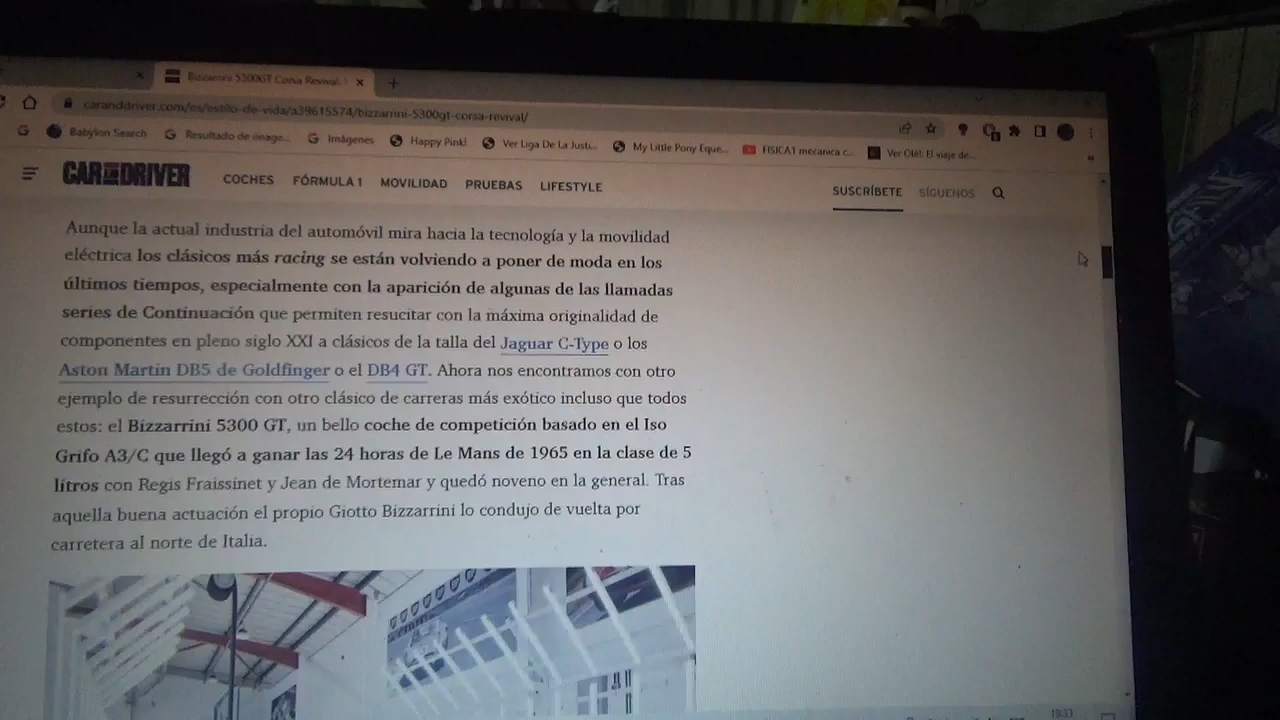 Bizzarrini 5300GT Corsa Revival:
caranddriver.com/es/estilo-de-vida/a39615574/bizzarrini-5300gt-corsa-revival/
Babylon Search Resultado de image... Imágenes Happy Pink! Ver Liga De La Justi... My Little Pony Eque... FISICA1 mecanica c... Ver Olé!: El viaje de...
CAR AND DRIVER COCHES FÓRMULA 1 MOVILIDAD PRUEBAS LIFESTYLE SUSCRÍBETE SÍGUENOS
Aunque la actual industria del automóvil mira hacia la tecnología y la movilidad
eléctrica los clásicos más racing se están volviendo a poner de moda en los
últimos tiempos, especialmente con la aparición de algunas de las llamadas
series de Continuación que permiten resucitar con la máxima originalidad de
componentes en pleno siglo XXI a clásicos de la talla del Jaguar C-Type o los
Aston Martin DB5 de Goldfinger o el DB4 GT. Ahora nos encontramos con otro
ejemplo de resurrección con otro clásico de carreras más exótico incluso que todos
estos: el Bizzarrini 5300 GT, un bello coche de competición basado en el Iso
Grifo A3/C que llegó a ganar las 24 horas de Le Mans de 1965 en la clase de 5
litros con Regis Fraissinet y Jean de Mortemar y quedó noveno en la general. Tras
aquella buena actuación el propio Giotto Bizzarrini lo condujo de vuelta por
carretera al norte de Italia.
19:33